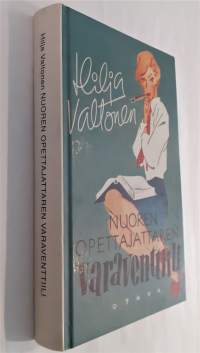 Hilja Valtonen NUOREN OPETTAJATTAREN VARAVENTTIILI
Hilja
Valtonen
NUOREN
OPETTAJATTAREN
varaventtiili
OTAVA